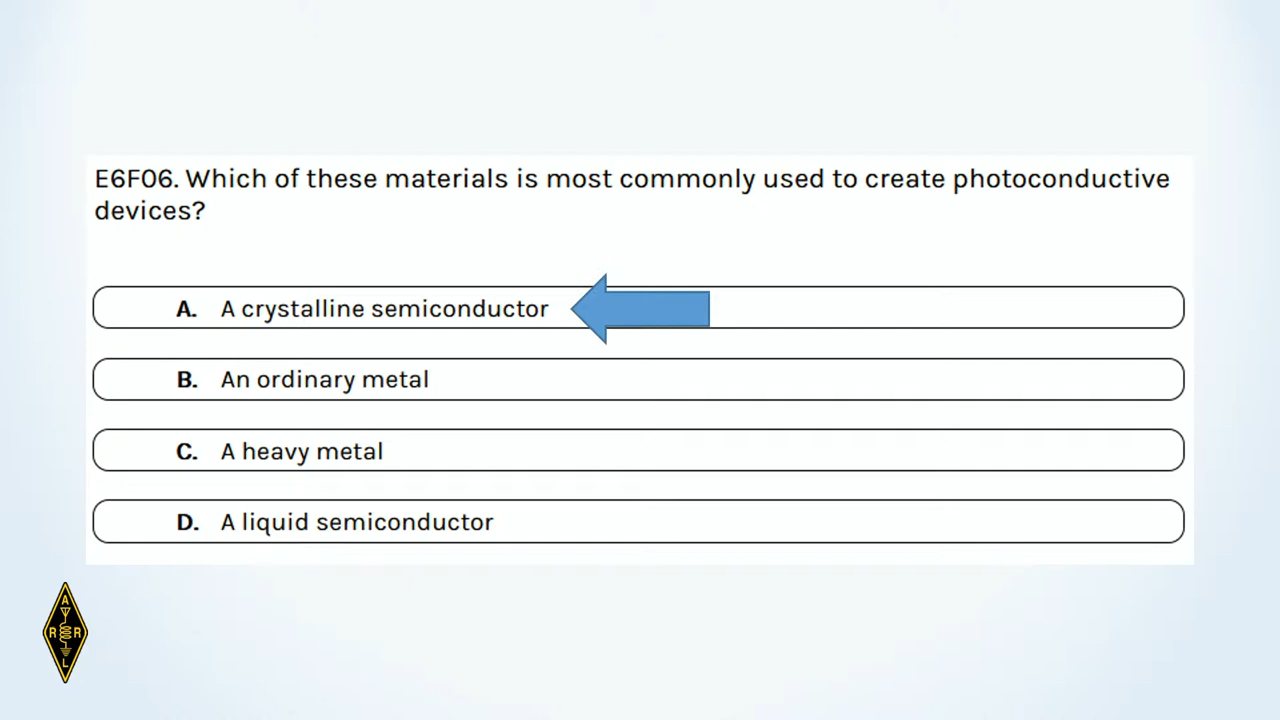 E6F06. Which of these materials is most commonly used to create photoconductive
devices?
A. A crystalline semiconductor
B. An ordinary metal
C. A heavy metal
D. A liquid semiconductor
A
R R
L